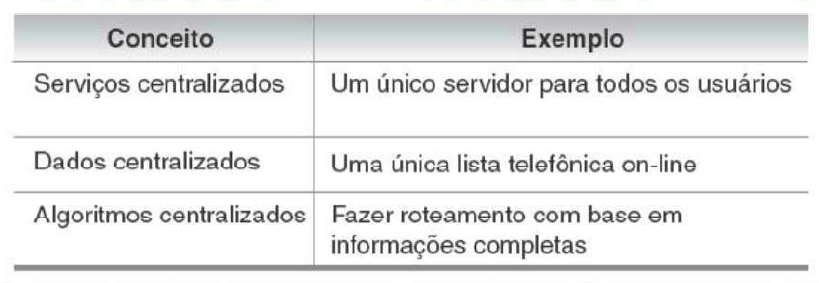 Conceito Exemplo
Serviços centralizados Um único servidor para todos os usuários
Dados centralizados Uma única lista telefônica on-line
Algoritmos centralizados Fazer roteamento com base em
informações completas